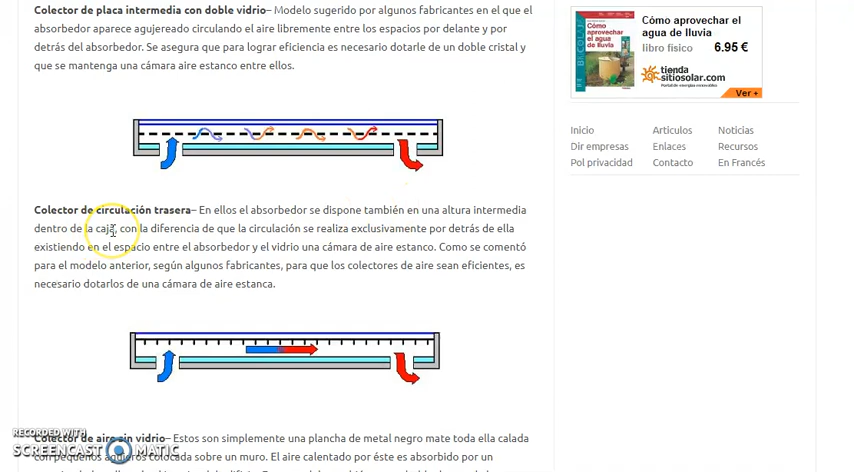 Colector de placa intermedia con doble vidrio– Modelo sugerido por algunos fabricantes en el que el
absorbedor aparece agujereado circulando el aire libremente entre los espacios por delante y por
detrás del absorbedor. Se asegura que para lograr eficiencia es necesario dotarle de un doble cristal y
que se mantenga una cámara aire estanco entre ellos.
Colector de circulación trasera– En ellos el absorbedor se dispone también en una altura intermedia
dentro de la caja, con la diferencia de que la circulación se realiza exclusivamente por detrás de ella
existiendo en el espacio entre el absorbedor y el vidrio una cámara de aire estanco. Como se comentó
para el modelo anterior, según algunos fabricantes, para que los colectores de aire sean eficientes, es
necesario dotarlos de una cámara de aire estanca.
Colector de aire sin vidrio– Estos son simplemente una plancha de metal negro mate toda ella calada
con pequeños agujeros colocada sobre un muro. El aire calentado por éste es absorbido por un
RECORDED WITH
SCREENCAST MATIC
BRICOLAJE
Cómo aprovechar el
agua de lluvia
libro físico 6.95 €
tienda
sitiosolar.com
Portal de energías renovables
Ver +
Inicio Articulos Noticias
Dir empresas Enlaces Recursos
Pol privacidad Contacto En Francés